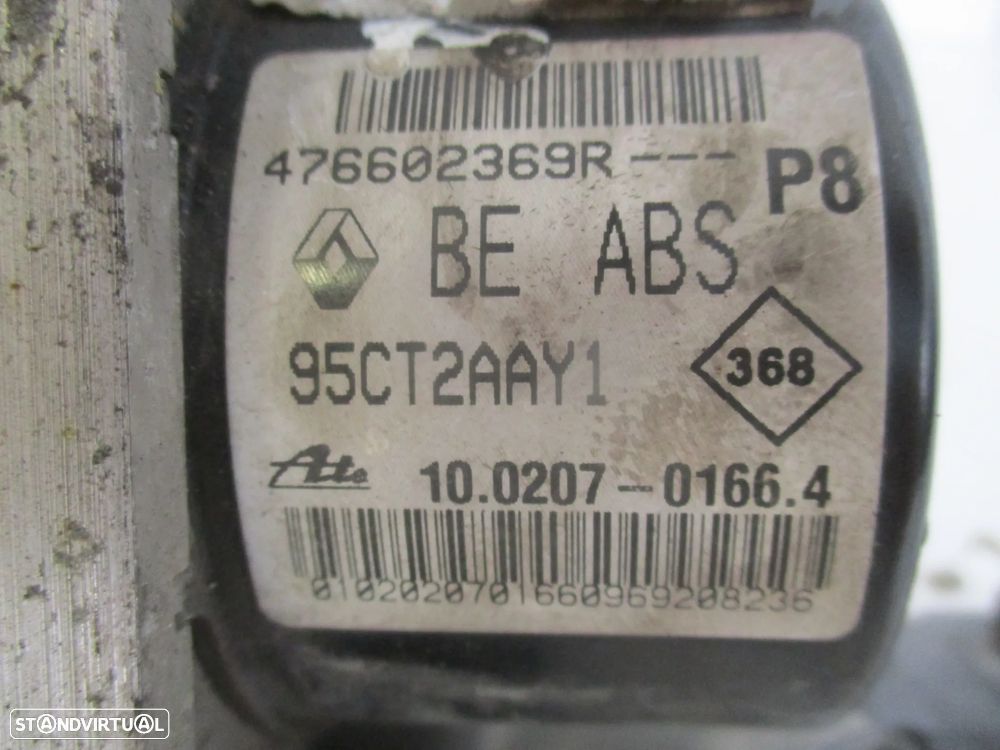 476602369R---
P8
BE ABS
95CT2AAY1
368
Ate
10.0207-0166.4
0102020701660969208236
STANDVIRTUAL